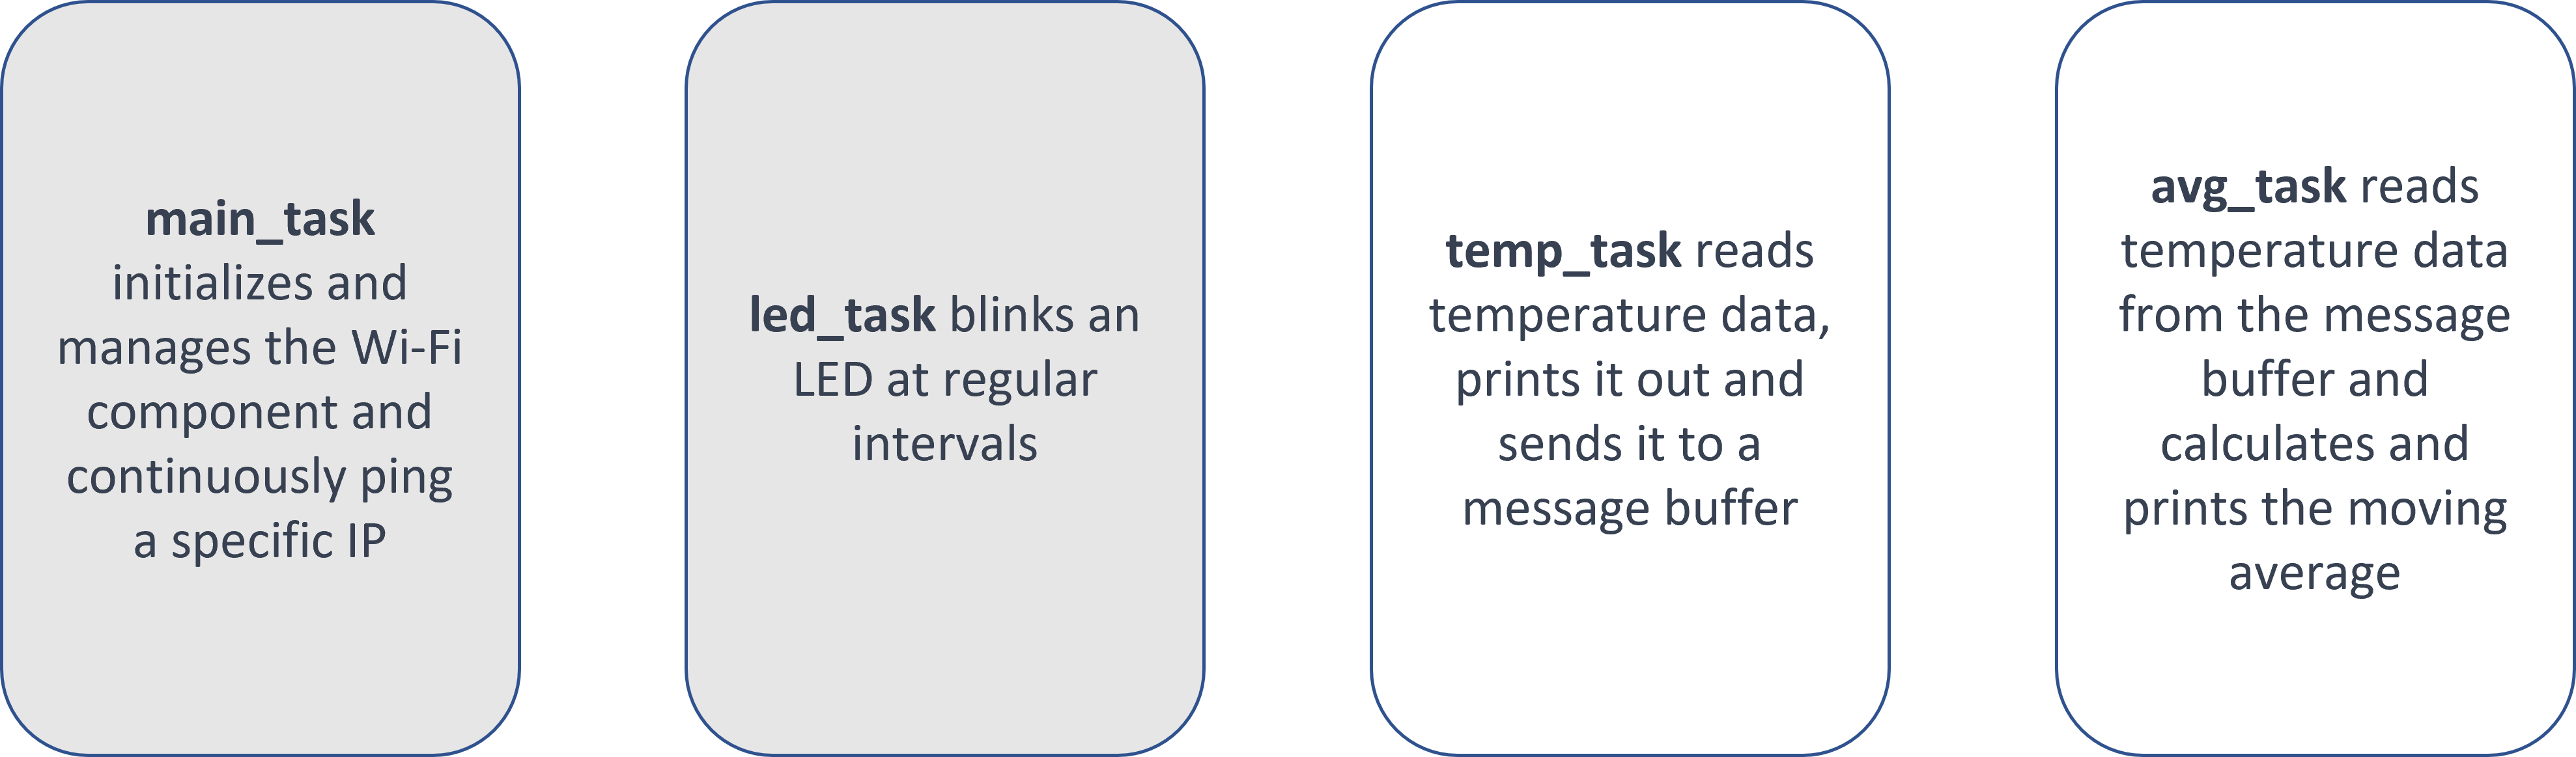 main_task
initializes and
manages the Wi-Fi
component and
continuously ping
a specific IP
led_task blinks an
LED at regular
intervals
temp_task reads
temperature data,
prints it out and
sends it to a
message buffer
avg_task reads
temperature data
from the message
buffer and
calculates and
prints the moving
average